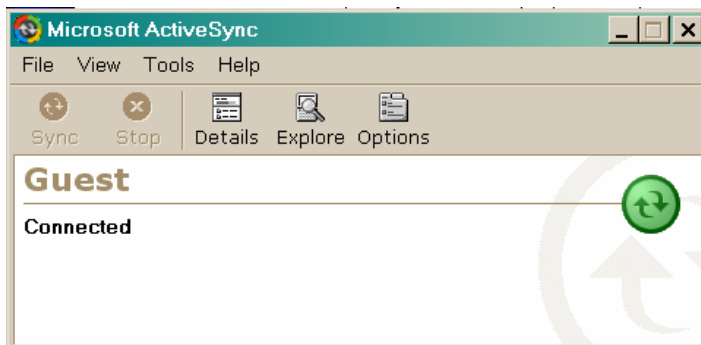 Microsoft ActiveSync
File View Tools Help
Sync Stop Details Explore Options
Guest
Connected